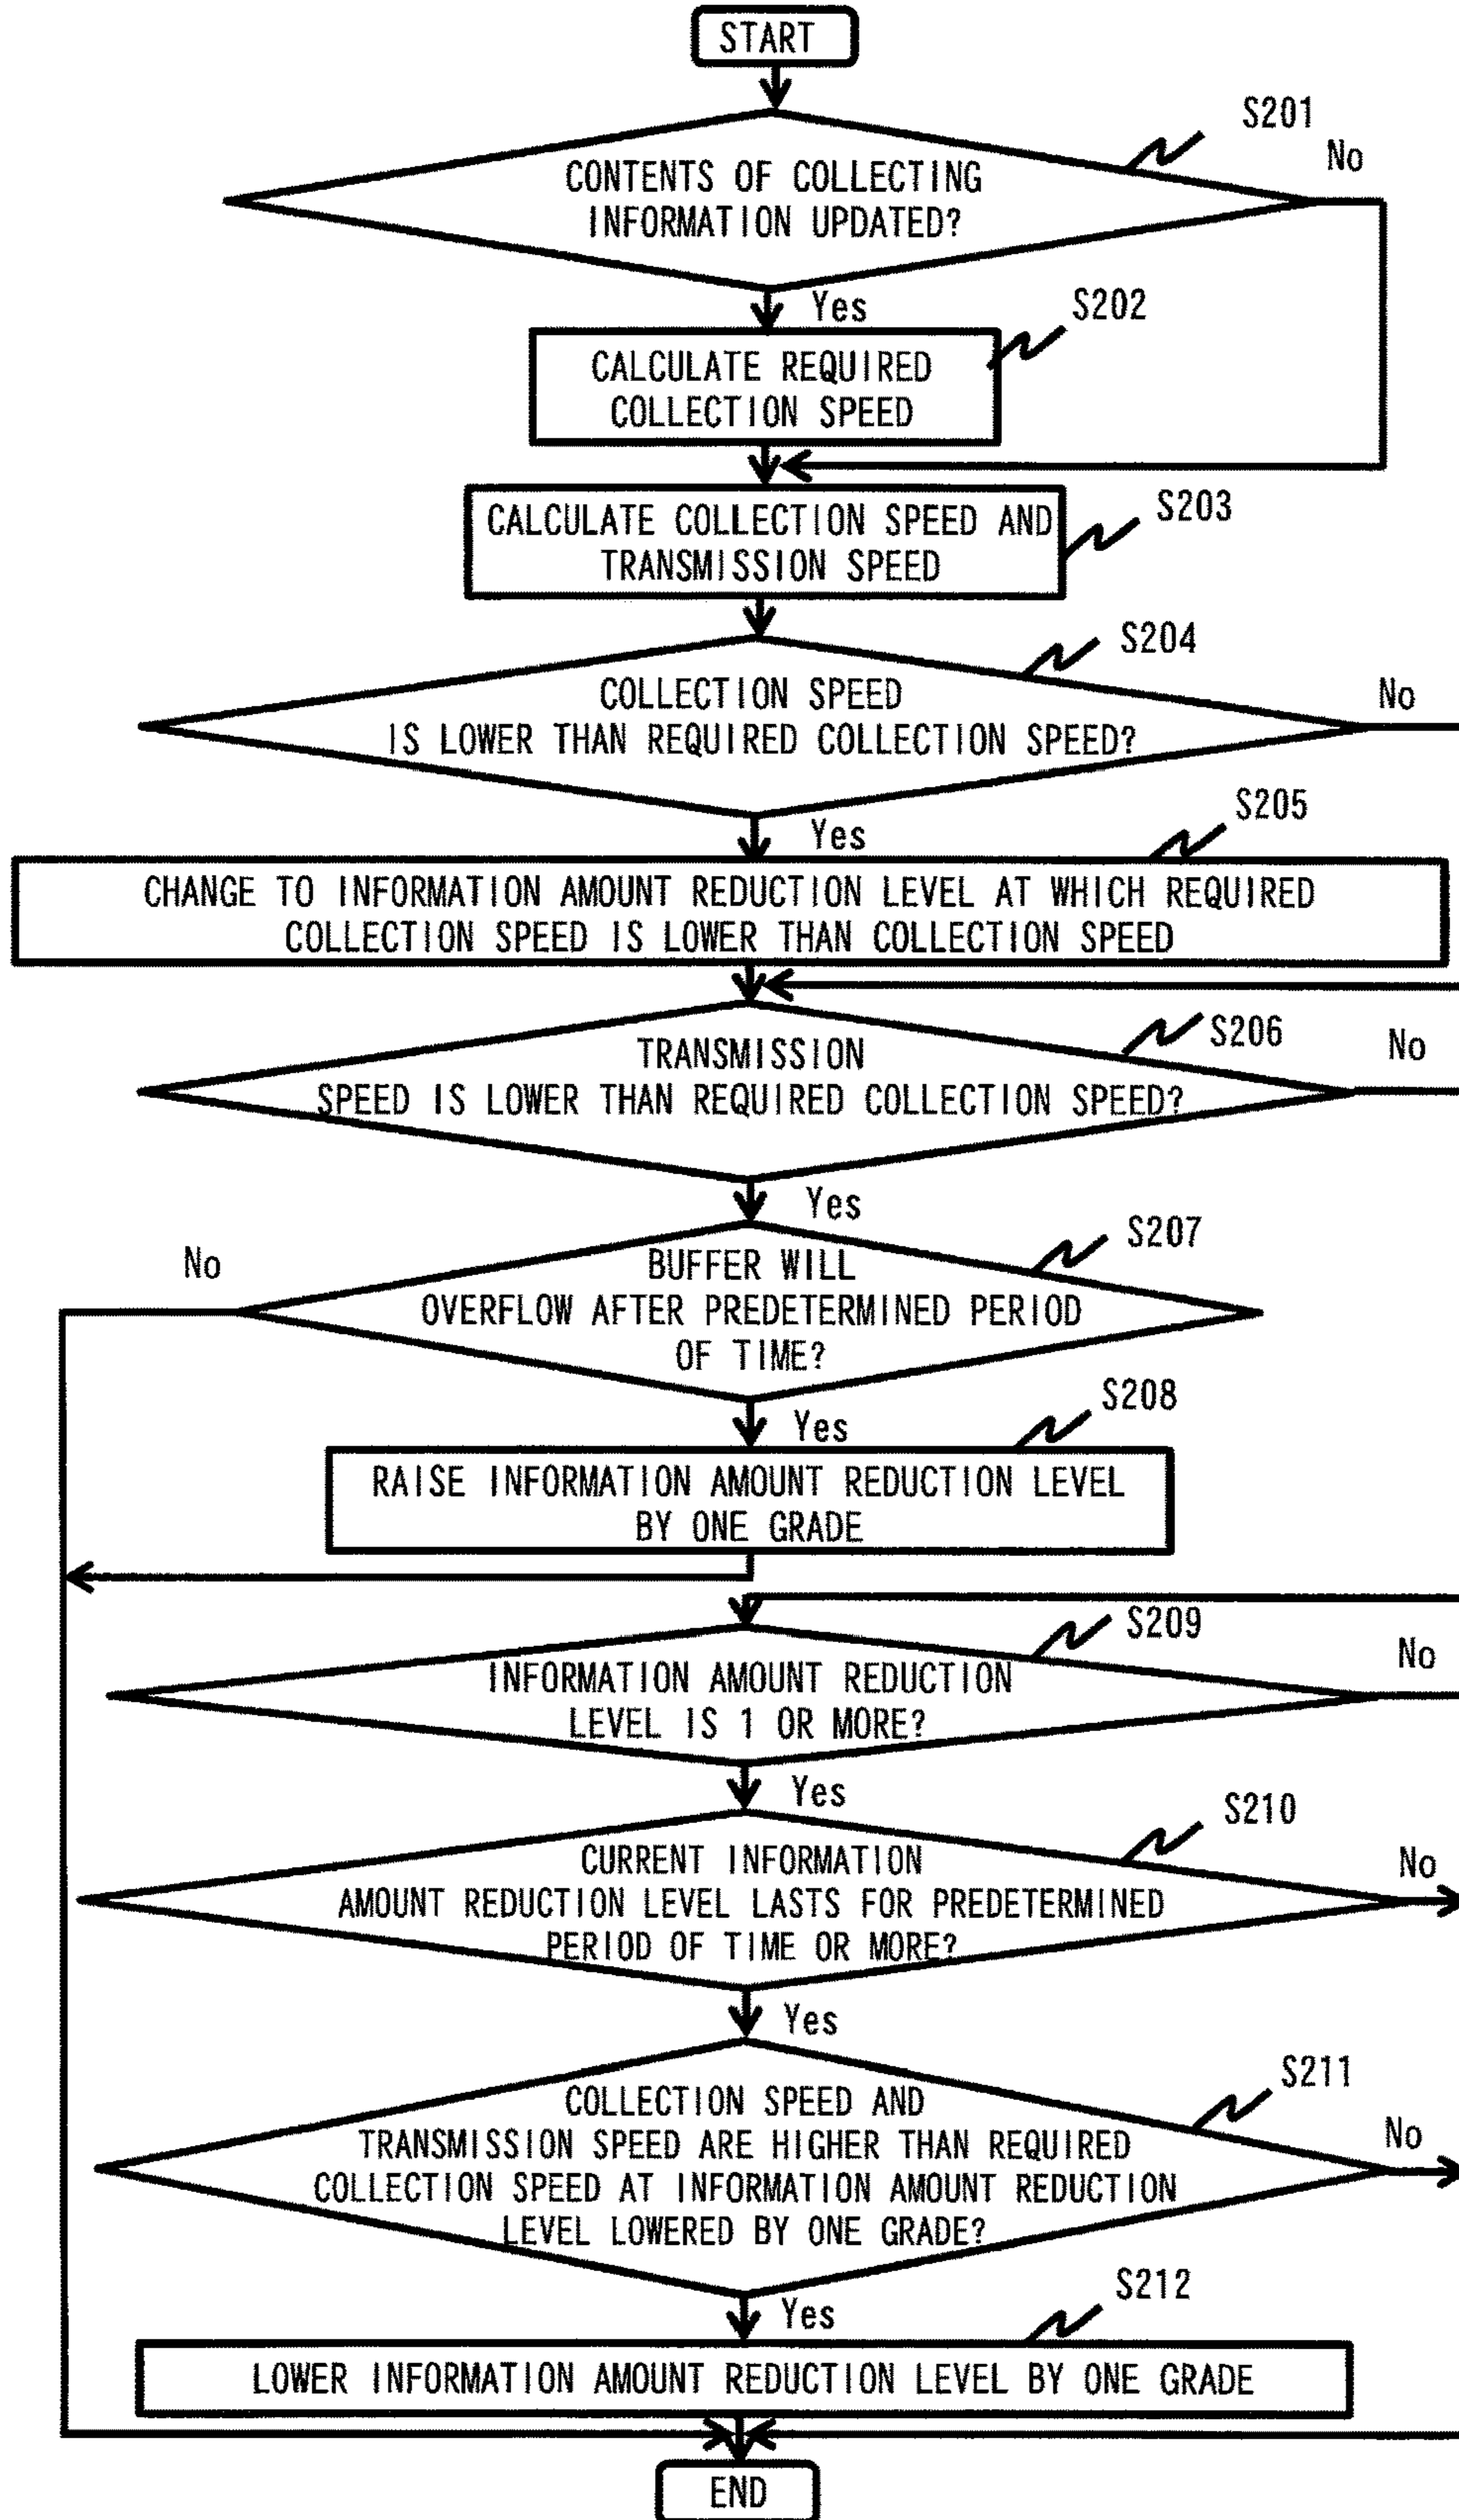 START
S201
No
CONTENTS OF COLLECTING
INFORMATION UPDATED?
Yes
S202
CALCULATE REQUIRED
COLLECTION SPEED
S203
CALCULATE COLLECTION SPEED AND
TRANSMISSION SPEED
S204
No
COLLECTION SPEED
IS LOWER THAN REQUIRED COLLECTION SPEED?
Yes
S205
CHANGE TO INFORMATION AMOUNT REDUCTION LEVEL AT WHICH REQUIRED
COLLECTION SPEED IS LOWER THAN COLLECTION SPEED
S206
No
TRANSMISSION
SPEED IS LOWER THAN REQUIRED COLLECTION SPEED?
Yes
S207
No
BUFFER WILL
OVERFLOW AFTER PREDETERMINED PERIOD
OF TIME?
Yes
S208
RAISE INFORMATION AMOUNT REDUCTION LEVEL
BY ONE GRADE
S209
No
INFORMATION AMOUNT REDUCTION
LEVEL IS 1 OR MORE?
Yes
S210
No
CURRENT INFORMATION
AMOUNT REDUCTION LEVEL LASTS FOR PREDETERMINED
PERIOD OF TIME OR MORE?
Yes
S211
No
COLLECTION SPEED AND
TRANSMISSION SPEED ARE HIGHER THAN REQUIRED
COLLECTION SPEED AT INFORMATION AMOUNT REDUCTION
LEVEL LOWERED BY ONE GRADE?
Yes
S212
LOWER INFORMATION AMOUNT REDUCTION LEVEL BY ONE GRADE
END